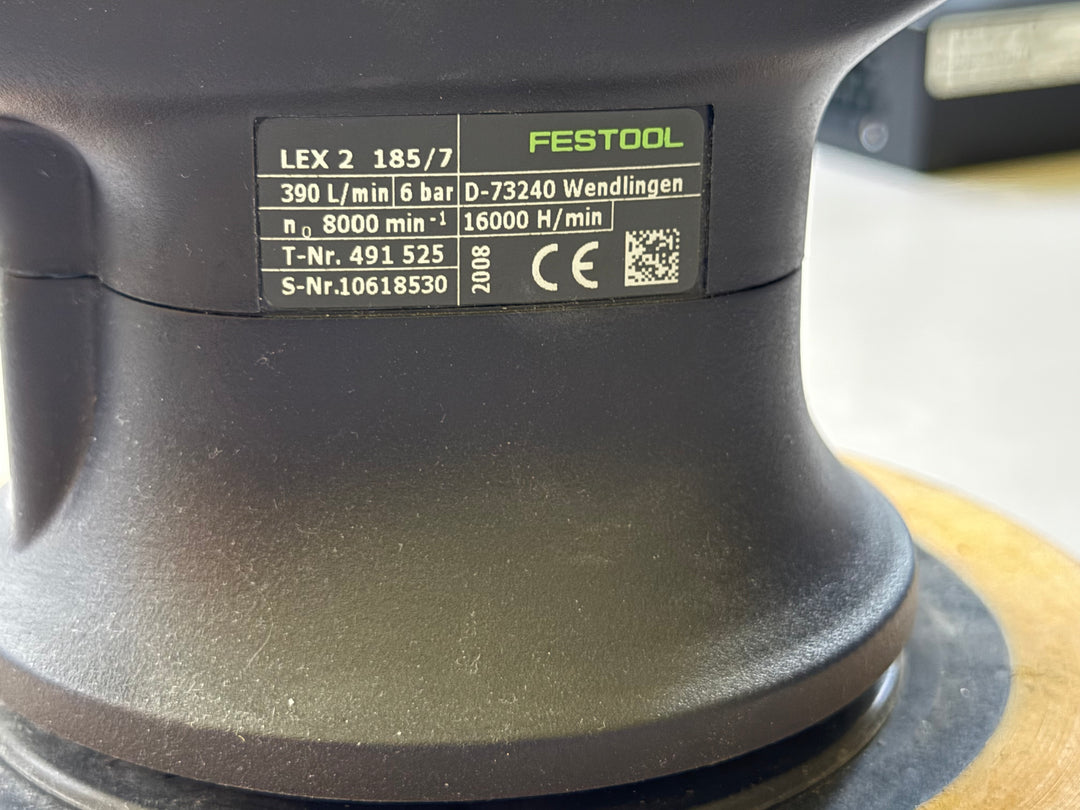 FESTOOL
LEX 2 185/7
390 L/min 6 bar D-73240 Wendlingen
n₀ 8000 min⁻¹ 16000 H/min
T-Nr. 491 525
S-Nr.10618530
2008
CE